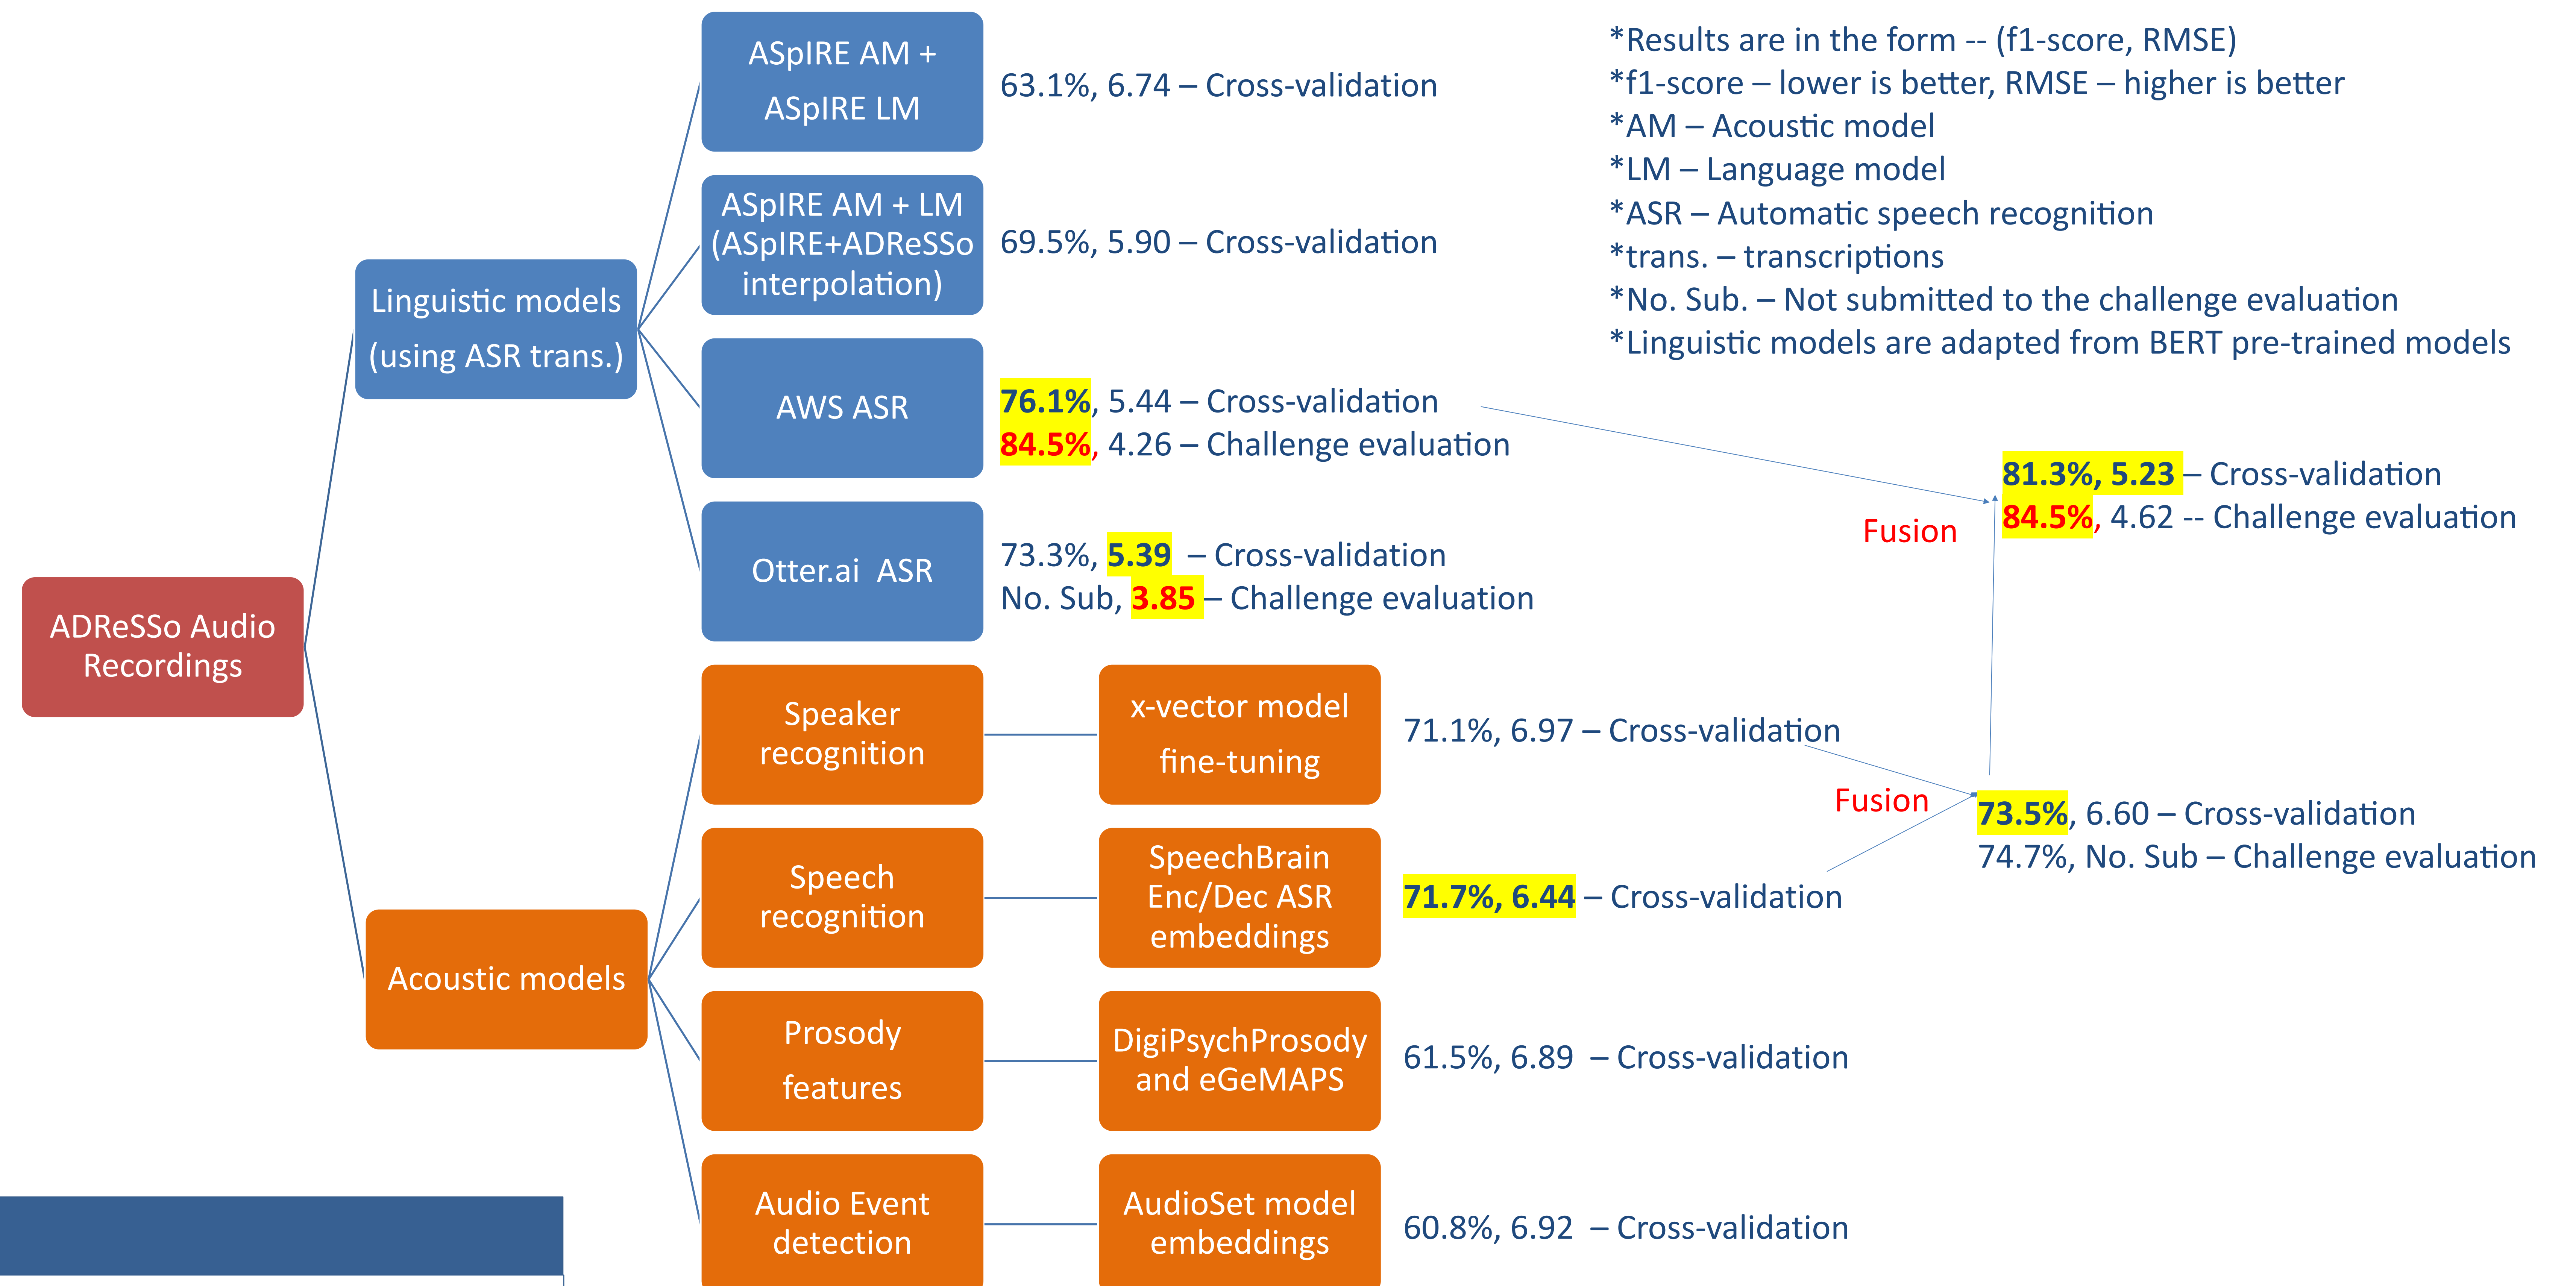 ADReSSo Audio
Recordings
Linguistic models
(using ASR trans.)
ASpIRE AM +
ASpIRE LM
63.1%, 6.74 – Cross-validation
ASpIRE AM + LM
(ASpIRE+ADReSSo
interpolation)
69.5%, 5.90 – Cross-validation
AWS ASR
76.1%, 5.44 – Cross-validation
84.5%, 4.26 – Challenge evaluation
Otter.ai  ASR
73.3%, 5.39  – Cross-validation
No. Sub, 3.85 – Challenge evaluation
Acoustic models
Speaker
recognition
x-vector model
fine-tuning
71.1%, 6.97 – Cross-validation
Speech
recognition
SpeechBrain
Enc/Dec ASR
embeddings
71.7%, 6.44 – Cross-validation
Prosody
features
DigiPsychProsody
and eGeMAPS
61.5%, 6.89  – Cross-validation
Audio Event
detection
AudioSet model
embeddings
60.8%, 6.92  – Cross-validation
Fusion
73.5%, 6.60 – Cross-validation
74.7%, No. Sub – Challenge evaluation
Fusion
81.3%, 5.23 – Cross-validation
84.5%, 4.62 -- Challenge evaluation
*Results are in the form -- (f1-score, RMSE)
*f1-score – lower is better, RMSE – higher is better
*AM – Acoustic model
*LM – Language model
*ASR – Automatic speech recognition
*trans. – transcriptions
*No. Sub. – Not submitted to the challenge evaluation
*Linguistic models are adapted from BERT pre-trained models